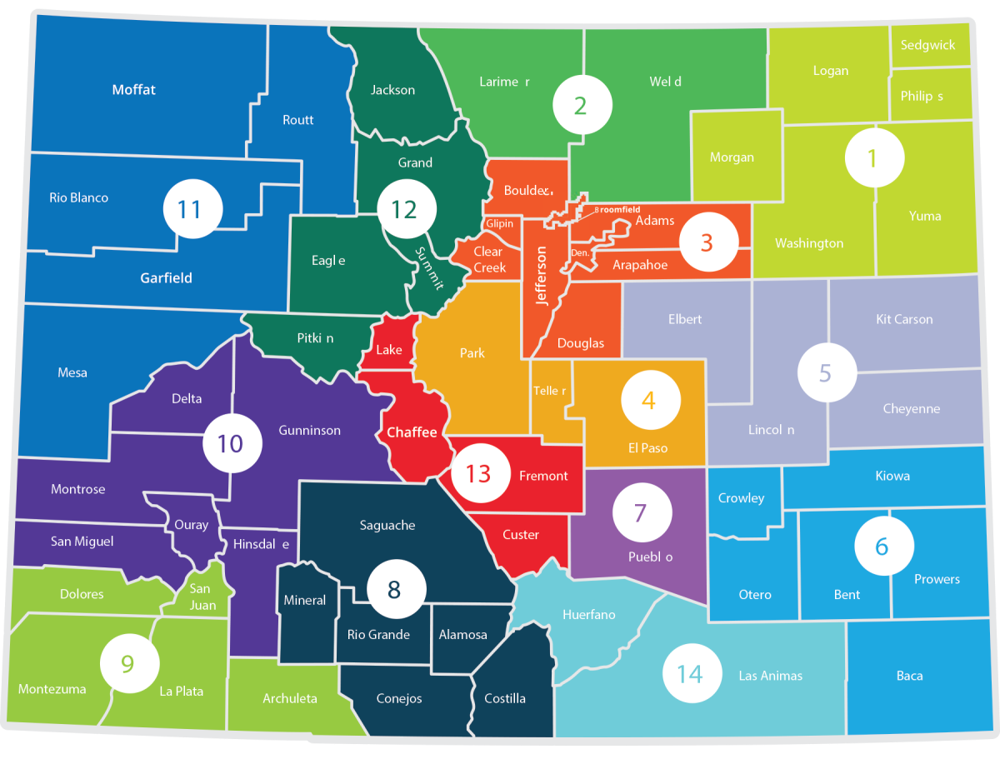 Sedgwick
Logan
Moffat
Jackson
Larime r
Wel d
Philip s
2
Routt
Grand
Morgan
1
Rio Blanco
11
12
Boulder.
Broomfield
Yuma
Glipin
Adams
Washington
3
Eagl e
Summit
Clear
Creek
Den.
Arapahoe
Garfield
Jefferson
Elbert
Kit Carson
Pitki n
Lake
Park
Douglas
Mesa
5
Delta
Telle r
4
Cheyenne
Gunninson
Chaffee
Lincol n
10
El Paso
13
Fremont
Kiowa
Montrose
Crowley
7
Ouray
Saguache
San Miguel
Hinsdal e
Custer
6
Puebl o
Prowers
San
Juan
Dolores
Mineral
8
Otero
Bent
Huerfano
Rio Grande
Alamosa
9
14
Las Animas
Baca
Montezuma
La Plata
Archuleta
Conejos
Costilla